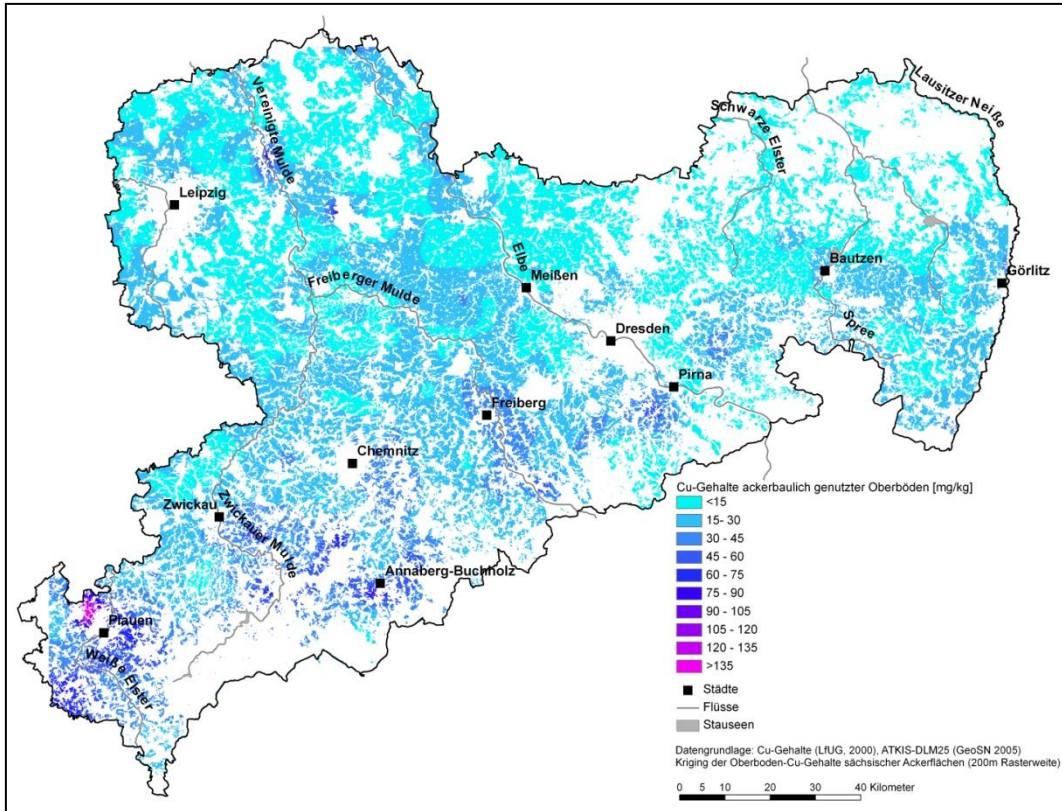 Vereinigte Mulde
Lausitzer Neiße
Schwarze Elster
Leipzig
Elbe
Bautzen
Görlitz
Meißen
Freiberger Mulde
Spree
Dresden
Pirna
Freiberg
Chemnitz
Zwickau
Zwickauer Mulde
Annaberg-Buchholz
Plauen
Weiße Elster
Cu-Gehalte ackerbaulich genutzter Oberböden [mg/kg]
<15
15- 30
30 - 45
45 - 60
60 - 75
75 - 90
90 - 105
105 - 120
120 - 135
>135
Städte
Flüsse
Stauseen
Datengrundlage: Cu-Gehalte (LfUG, 2000), ATKIS-DLM25 (GeoSN 2005)
Kriging der Oberboden-Cu-Gehalte sächsischer Ackerflächen (200m Rasterweite)
0 5 10 20 30 40 Kilometer